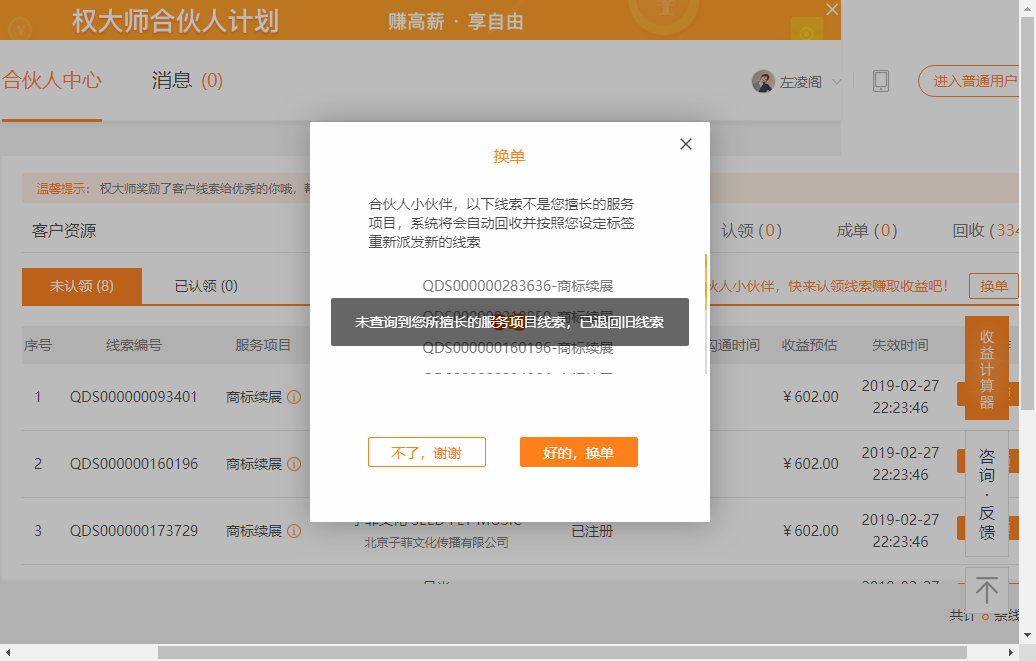 权大师合伙人计划
赚高薪 · 享自由
合伙人中心
消息 (0)
左凌阁
进入普通用户
换单
温馨提示：
权大师奖励了客户线索给优秀的你哦，
合伙人小伙伴，以下线索不是您擅长的服务
项目，系统将会自动回收并按照您设定标签
重新派发新的线索
客户资源
认领 (0)
成单 (0)
回收 (334
未认领 (8)
已认领 (0)
QDS000000283636-商标续展
伙人小伙伴，快来认领线索赚取收益吧！
换单
未查询到您所擅长的服务项目线索，已退回旧线索
QDS000000160196-商标续展
序号
线索编号
服务项目
沟通时间
收益预估
失效时间
收益计算器
1
QDS000000093401
商标续展
￥602.00
2019-02-27
22:23:46
不了，谢谢
好的，换单
2
QDS000000160196
商标续展
￥602.00
2019-02-27
22:23:46
咨询·反馈
3
QDS000000173729
商标续展
北京子菲文化传播有限公司
已注册
￥602.00
2019-02-27
22:23:46
共计 8 条线